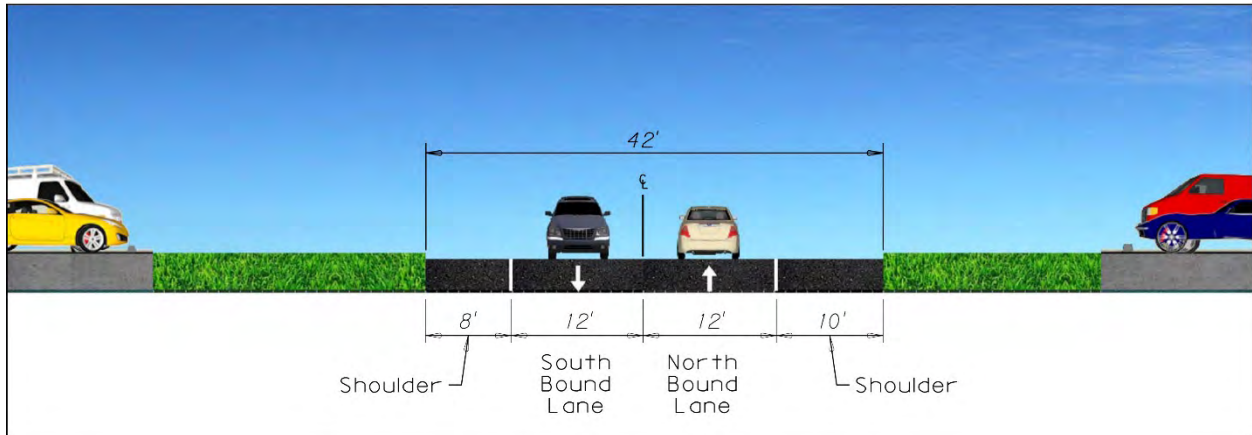 42'
℄
8'
12'
12'
10'
Shoulder
South
Bound
Lane
North
Bound
Lane
Shoulder